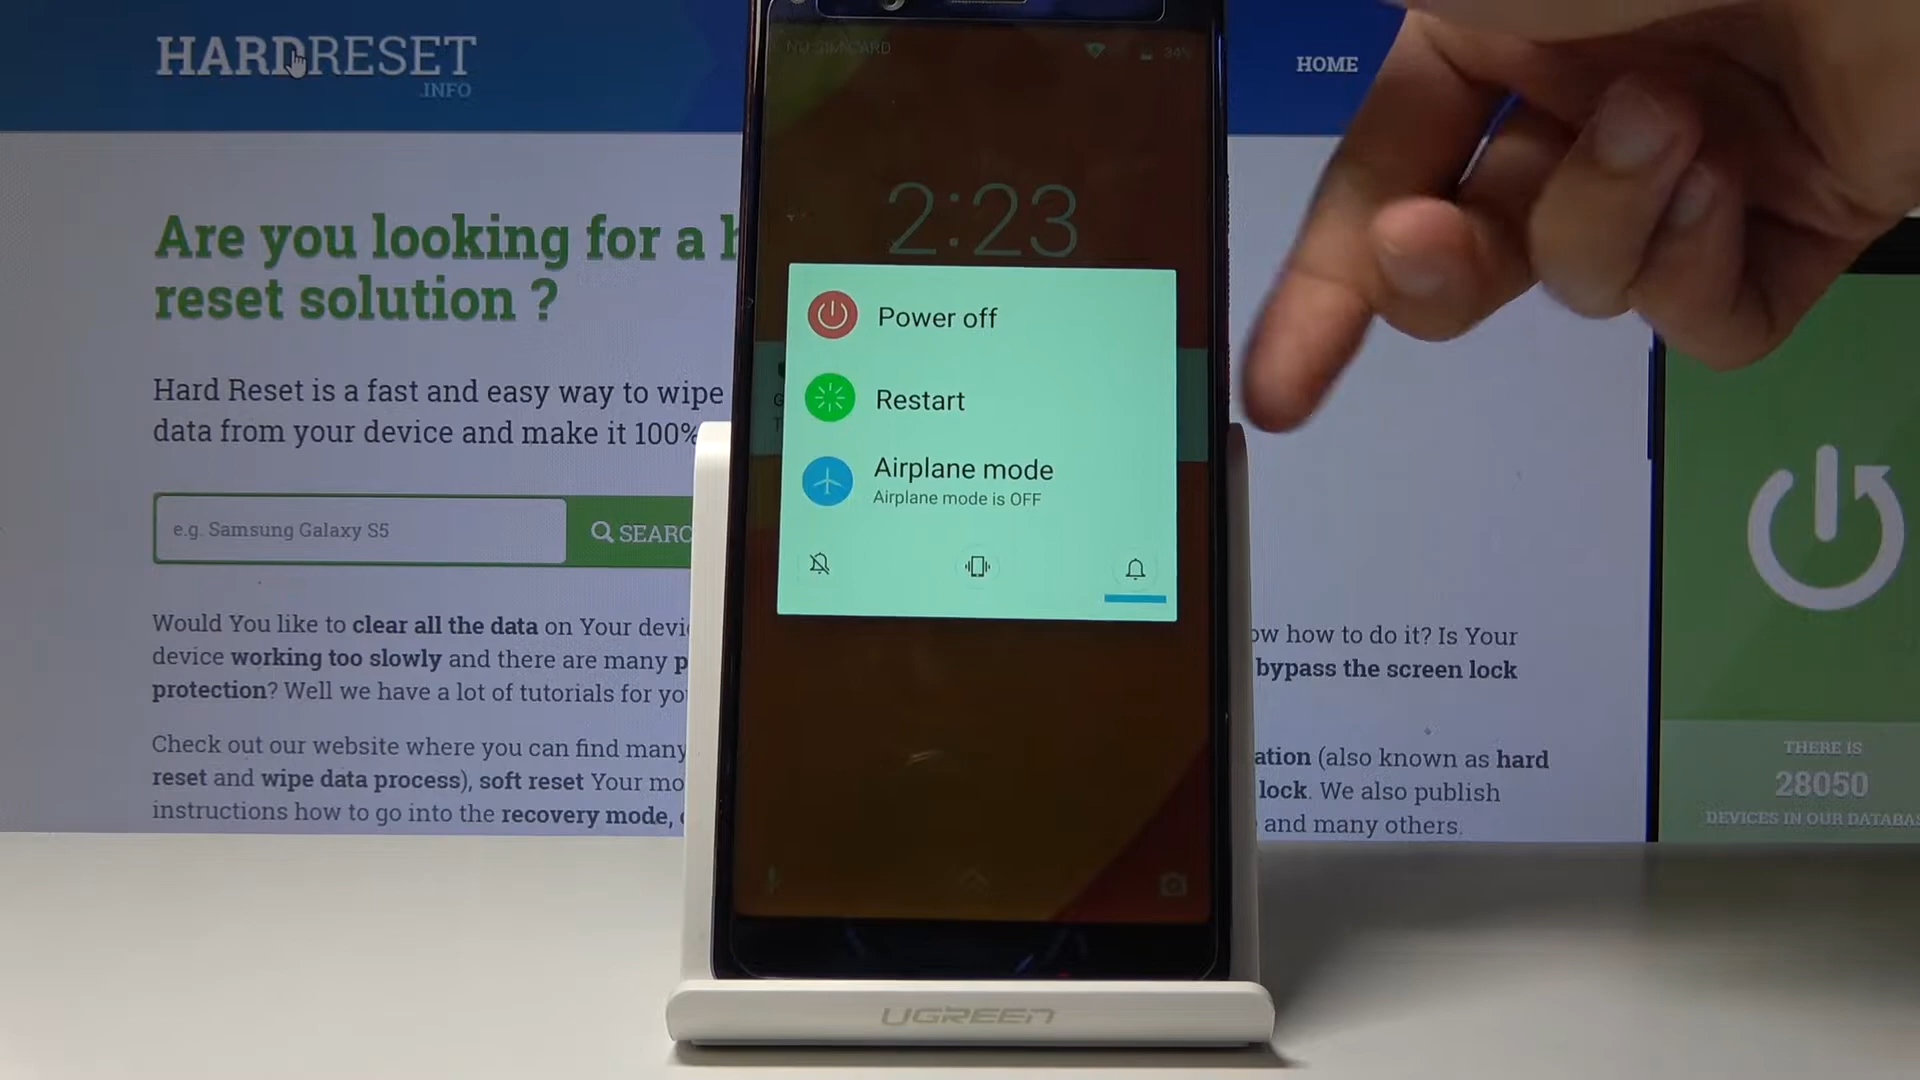 HARDRESET
.INFO
HOME
NO SIM CARD
34%
2:23
Are you looking for a
reset solution ?
Power off
Restart
Airplane mode
Airplane mode is OFF
Hard Reset is a fast and easy way to wipe
data from your device and make it 100%
e.g. Samsung Galaxy S5
SEARC
Would You like to clear all the data on Your devi
device working too slowly and there are many p
protection? Well we have a lot of tutorials for yo
ow how to do it? Is Your
bypass the screen lock
Check out our website where you can find many
reset and wipe data process), soft reset Your mo
instructions how to go into the recovery mode,
ation (also known as hard
lock. We also publish
and many others.
THERE IS
28050
DEVICES IN OUR DATABAS
UGREEN